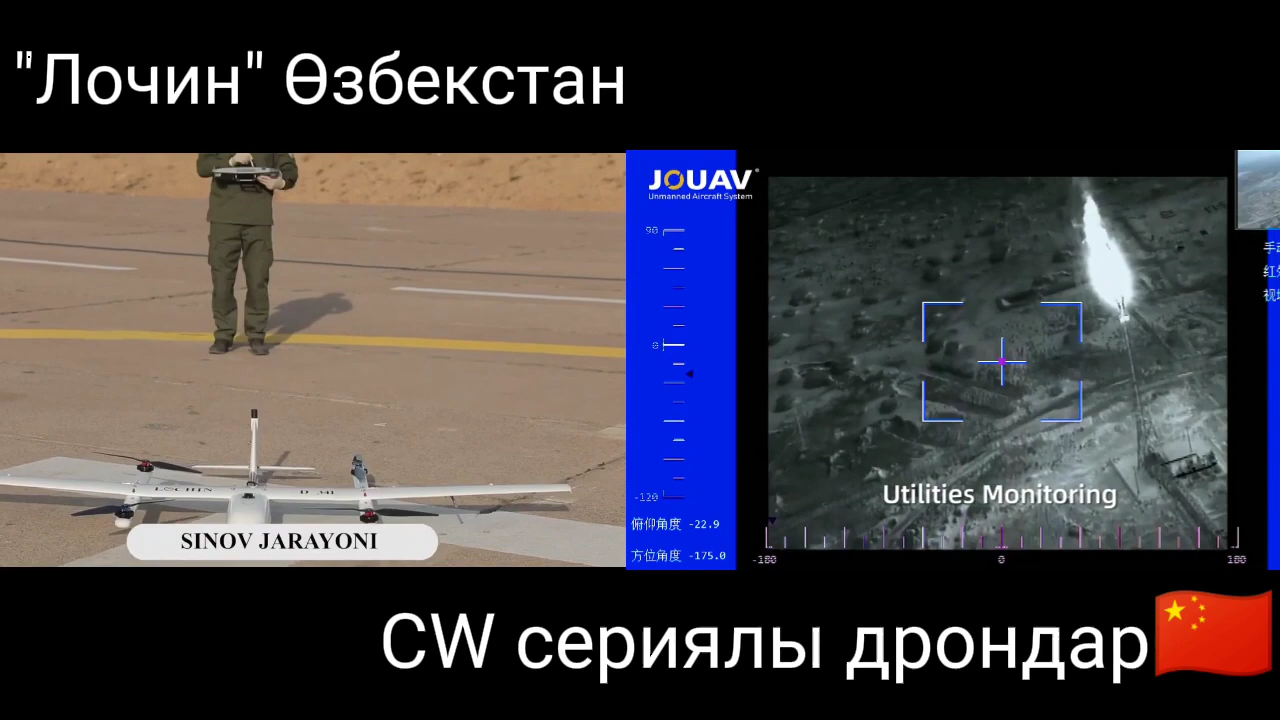 "Лочин" Өзбекстан
JOUAV®
Unmanned Aircraft System
90
0
-120
俯仰角度 -22.9
方位角度 -175.0
Utilities Monitoring
-180
0
180
LOCHIN
SINOV JARAYONI
CW сериялы дрондар